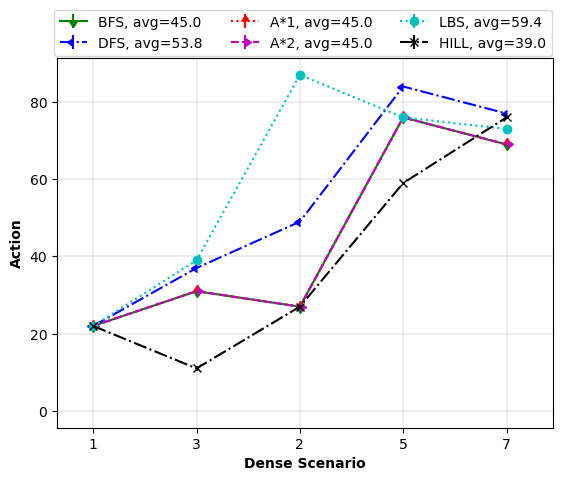 BFS, avg=45.0 A*1, avg=45.0 LBS, avg=59.4
DFS, avg=53.8 A*2, avg=45.0 HILL, avg=39.0
80
60
40
20
0
Action
1 3 2 5 7
Dense Scenario